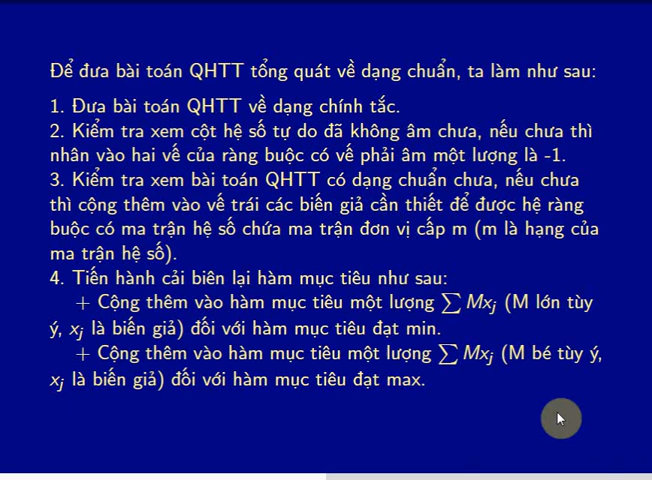 Để đưa bài toán QHTT tổng quát về dạng chuẩn, ta làm như sau:
1. Đưa bài toán QHTT về dạng chính tắc.
2. Kiểm tra xem cột hệ số tự do đã không âm chưa, nếu chưa thì
nhân vào hai vế của ràng buộc có vế phải âm một lượng là -1.
3. Kiểm tra xem bài toán QHTT có dạng chuẩn chưa, nếu chưa
thì cộng thêm vào vế trái các biến giả cần thiết để được hệ ràng
buộc có ma trận hệ số chứa ma trận đơn vị cấp m (m là hạng của
ma trận hệ số).
4. Tiến hành cải biên lại hàm mục tiêu như sau:
+ Cộng thêm vào hàm mục tiêu một lượng ∑ Mxⱼ (M lớn tùy
ý, xⱼ là biến giả) đối với hàm mục tiêu đạt min.
+ Cộng thêm vào hàm mục tiêu một lượng ∑ Mxⱼ (M bé tùy ý,
xⱼ là biến giả) đối với hàm mục tiêu đạt max.